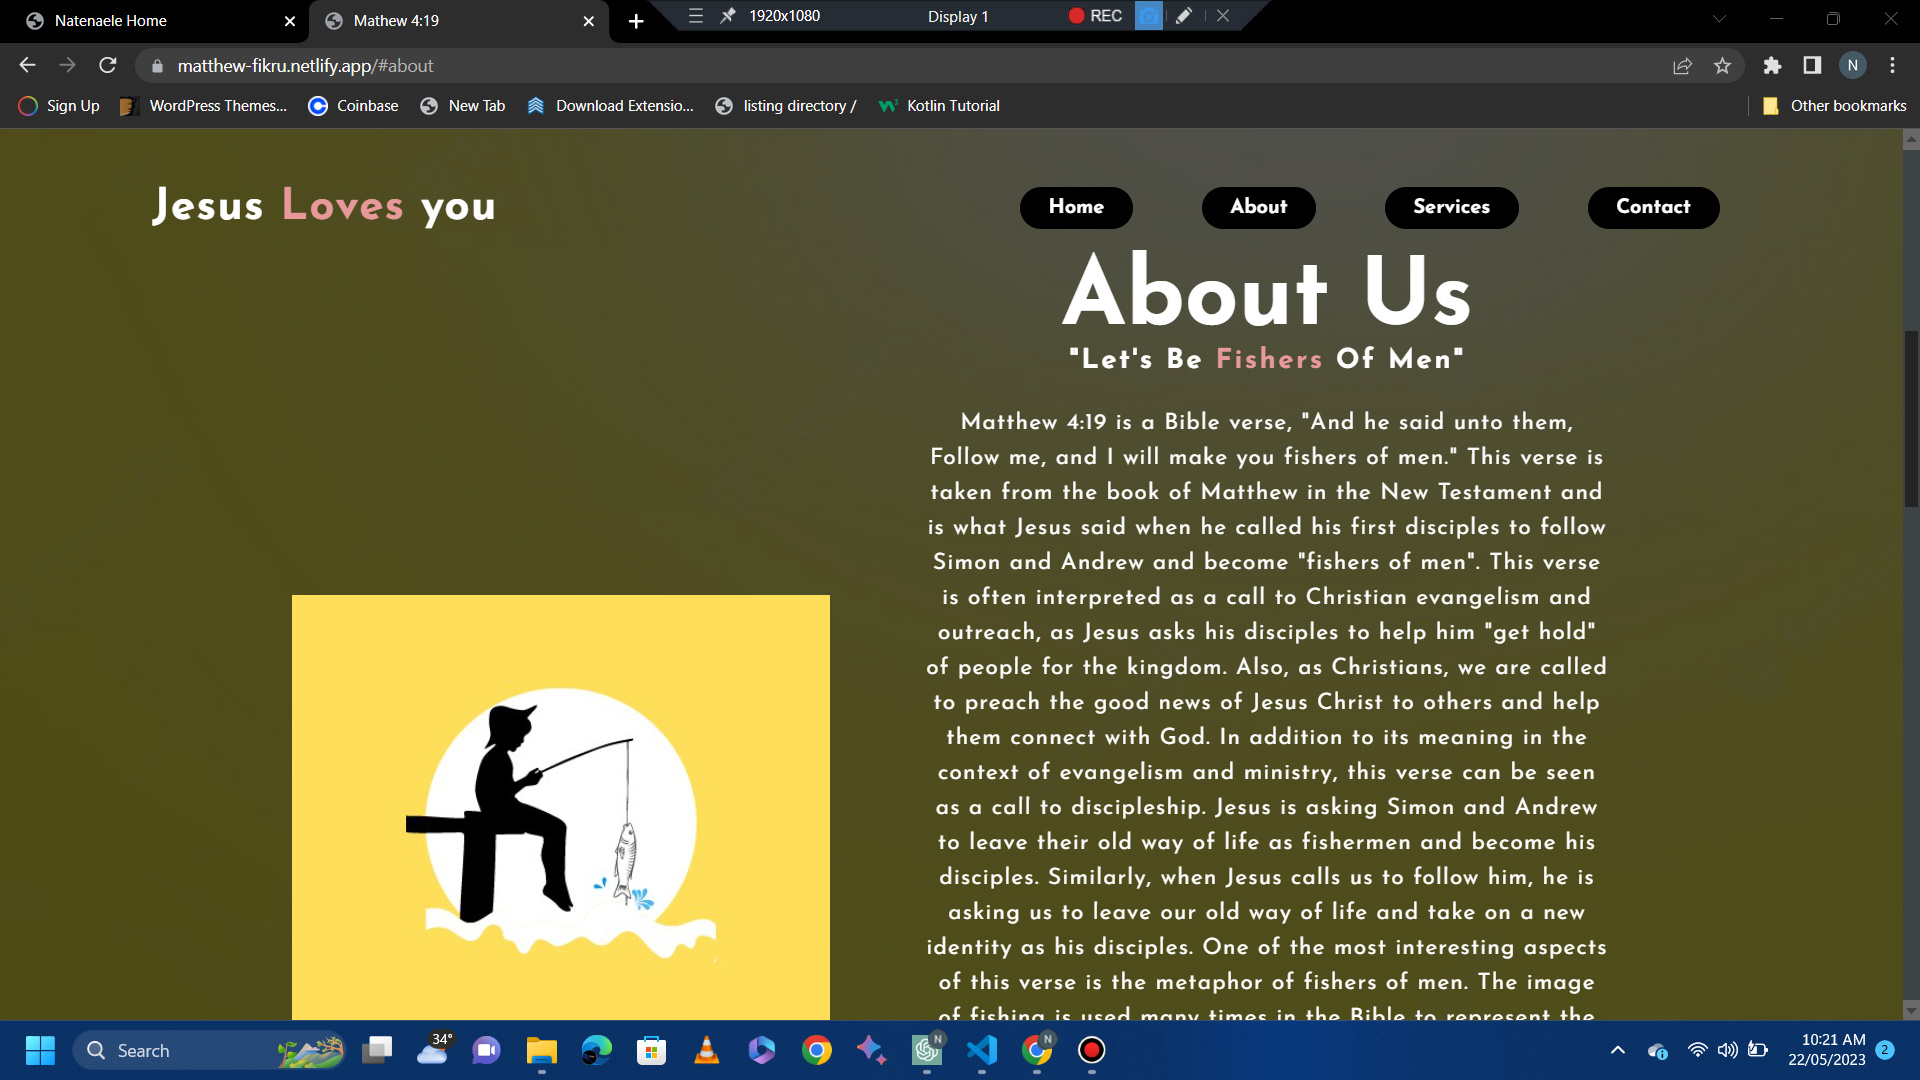 Natenaele Home
Mathew 4:19
1920x1080
Display 1
REC
matthew-fikru.netlify.app/#about
N
Sign Up
WordPress Themes...
Coinbase
New Tab
Download Extensio...
listing directory /
Kotlin Tutorial
Other bookmarks
Jesus Loves you
Home
About
Services
Contact
About Us
"Let's Be Fishers Of Men"
Matthew 4:19 is a Bible verse, "And he said unto them,
Follow me, and I will make you fishers of men." This verse is
taken from the book of Matthew in the New Testament and
is what Jesus said when he called his first disciples to follow
Simon and Andrew and become "fishers of men". This verse
is often interpreted as a call to Christian evangelism and
outreach, as Jesus asks his disciples to help him "get hold"
of people for the kingdom. Also, as Christians, we are called
to preach the good news of Jesus Christ to others and help
them connect with God. In addition to its meaning in the
context of evangelism and ministry, this verse can be seen
as a call to discipleship. Jesus is asking Simon and Andrew
to leave their old way of life as fishermen and become his
disciples. Similarly, when Jesus calls us to follow him, he is
asking us to leave our old way of life and take on a new
identity as his disciples. One of the most interesting aspects
of this verse is the metaphor of fishers of men. The image
of fishing is used many times in the Bible to represent the
Search
34°
N
N
10:21 AM
22/05/2023
2